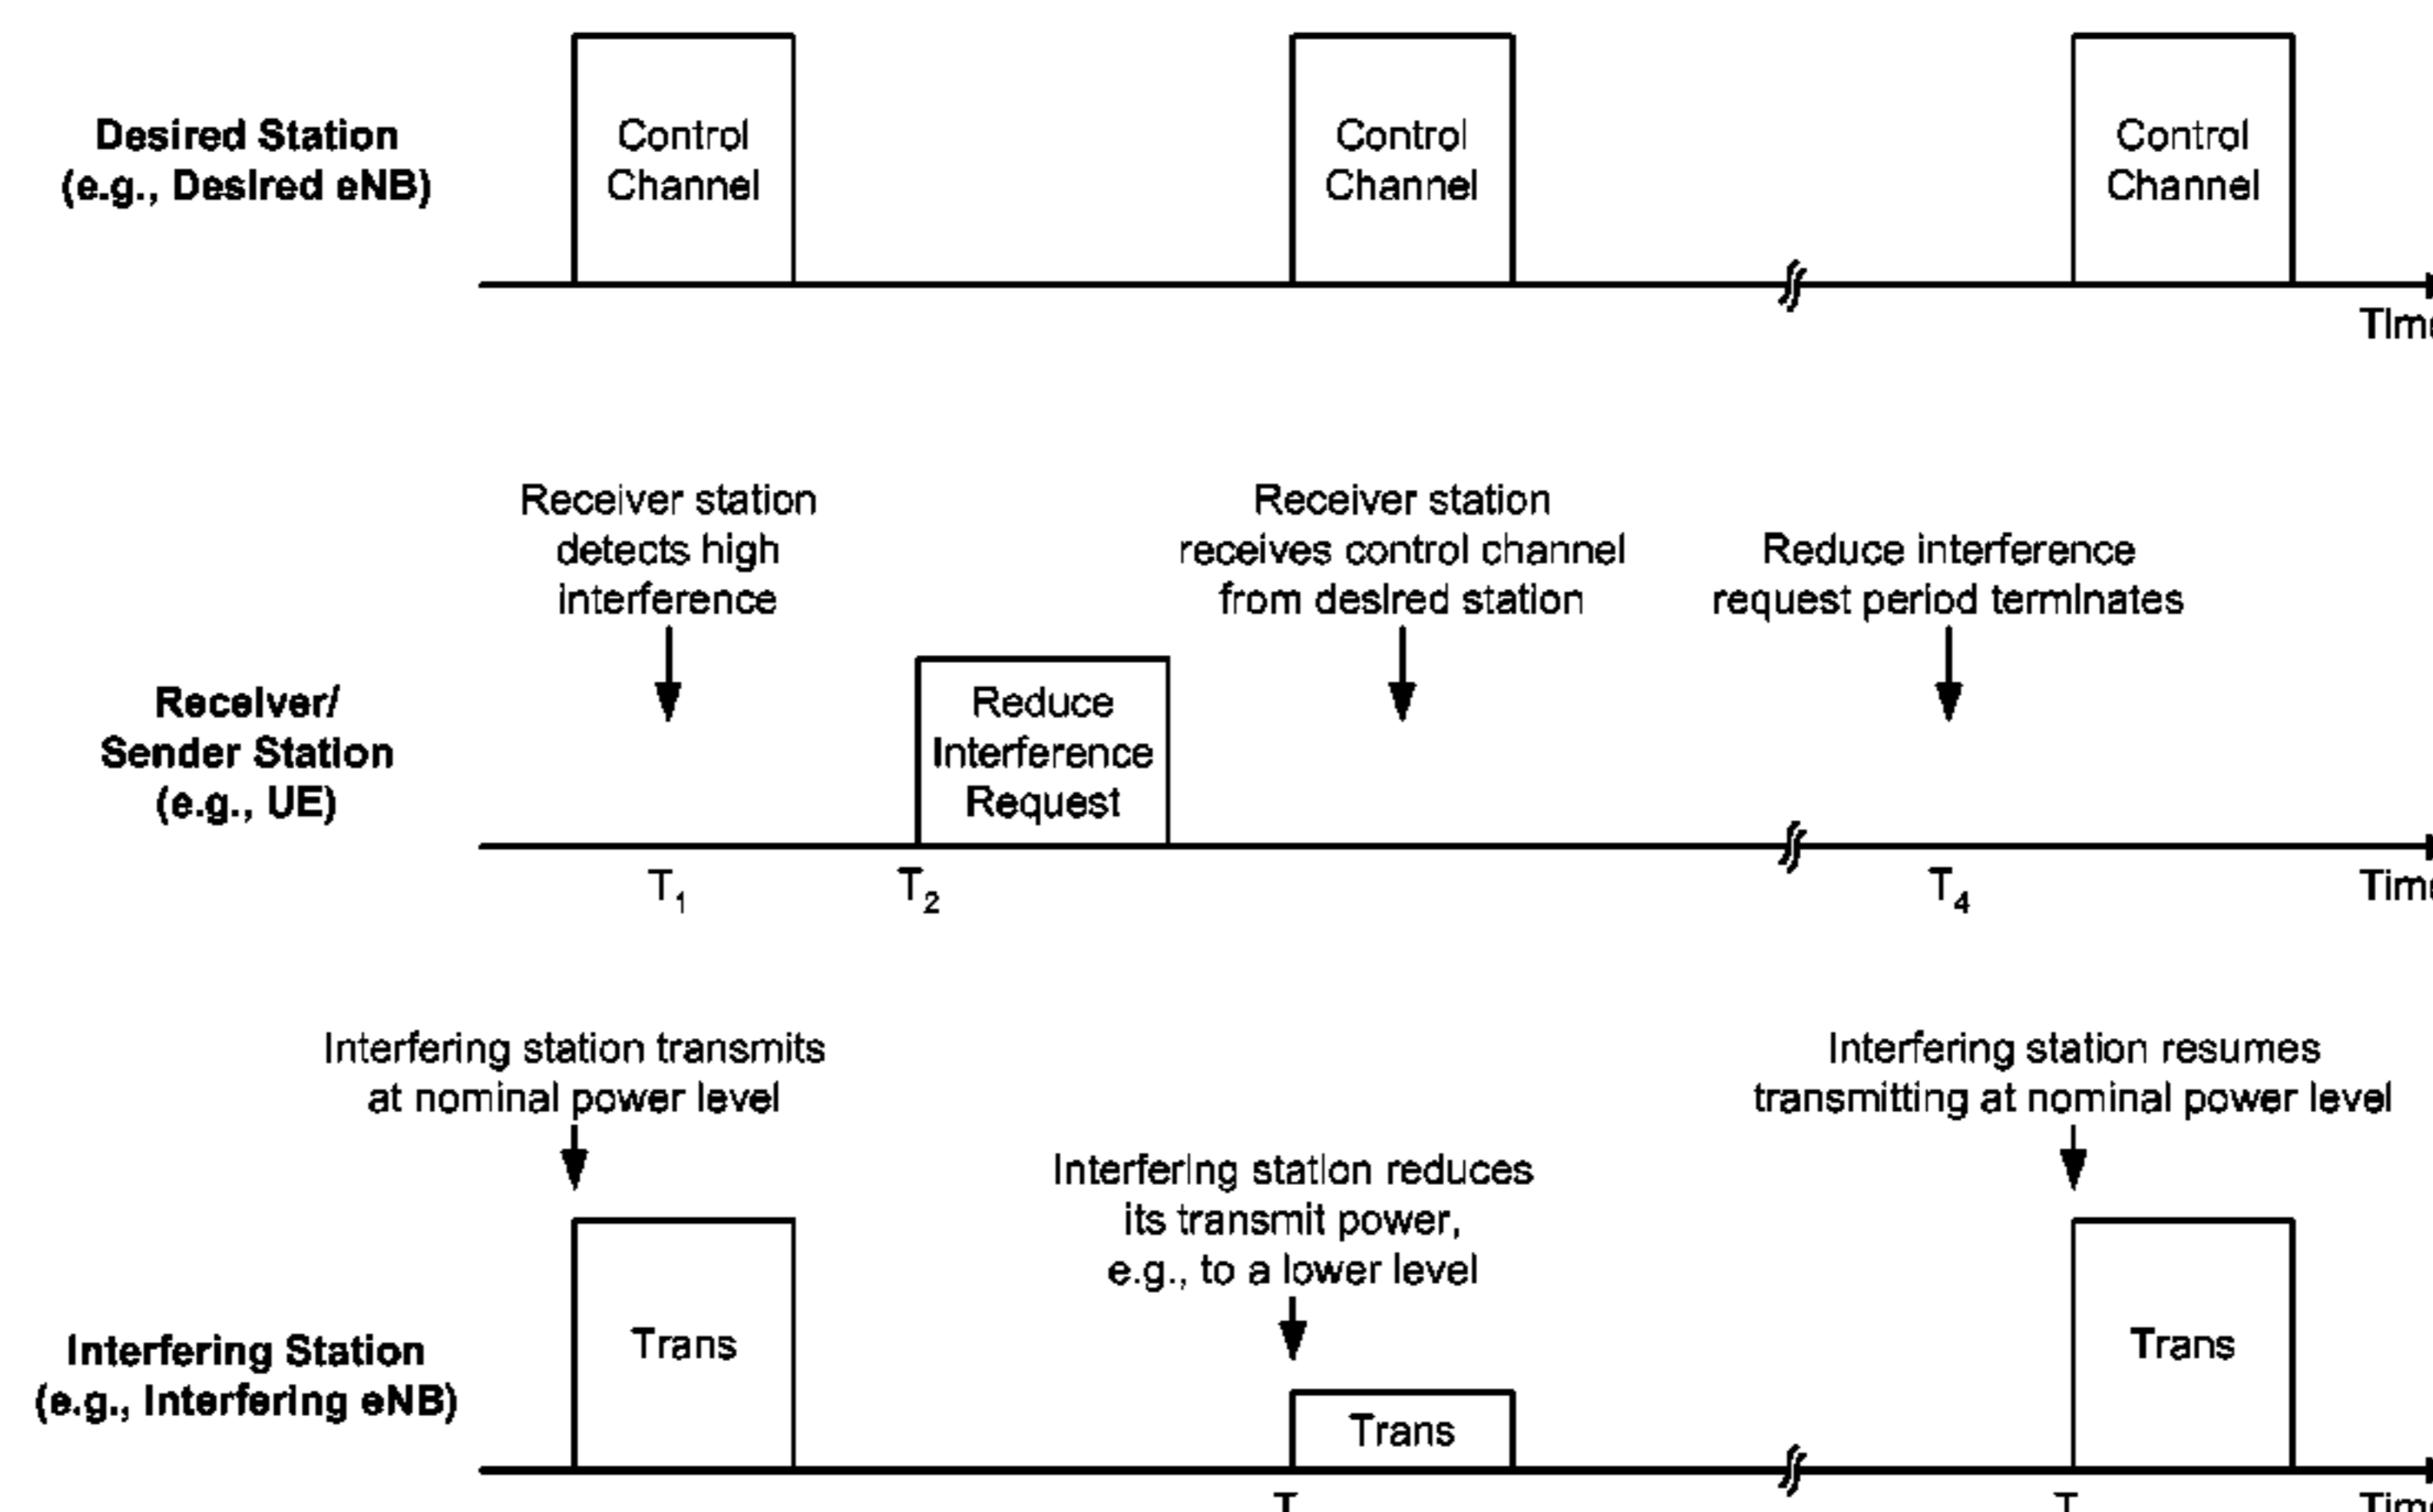 Desired Station
(e.g., Desired eNB)
Control
Channel
Control
Channel
Control
Channel
Receiver station
detects high
interference
Receiver station
receives control channel
from desired station
Reduce interference
request period terminates
Receiver/
Sender Station
(e.g., UE)
Reduce
Interference
Request
T1
T2
T4
Interfering station transmits
at nominal power level
Interfering station resumes
transmitting at nominal power level
Interfering station reduces
its transmit power,
e.g., to a lower level
Interfering Station
(e.g., Interfering eNB)
Trans
Trans
Trans